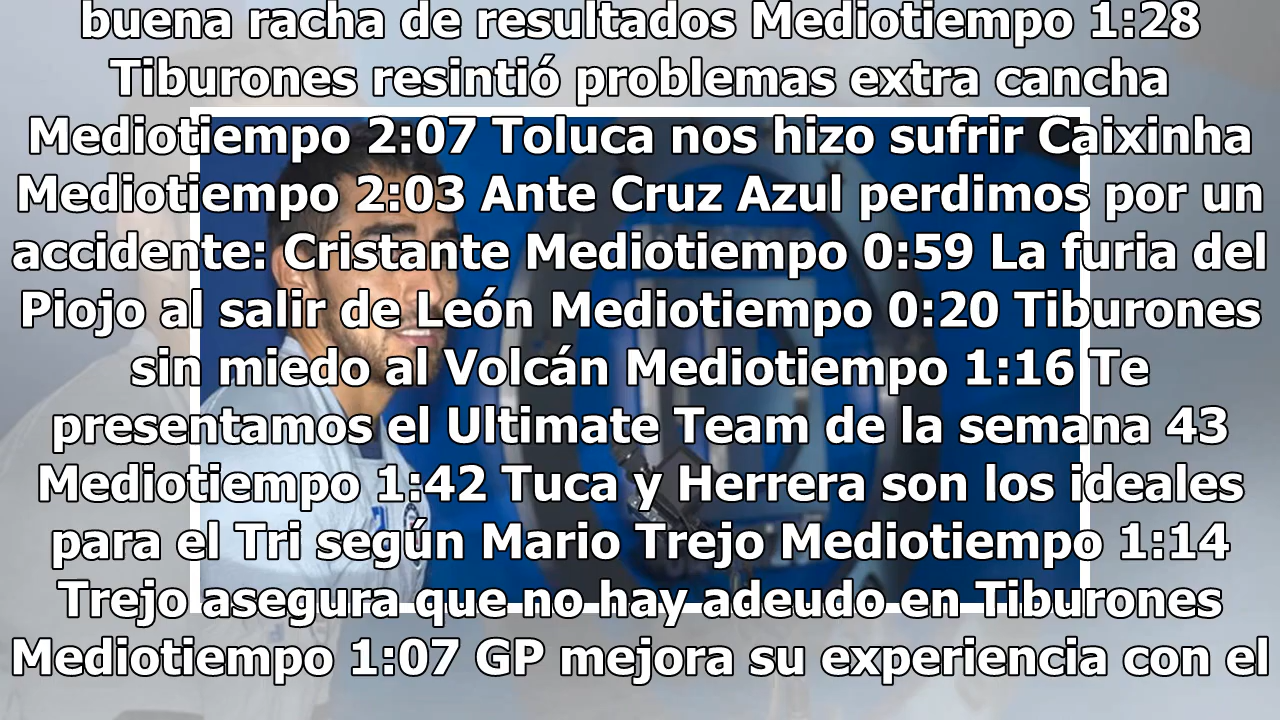 buena racha de resultados Mediotiempo 1:28
Tiburones resintió problemas extra cancha
Mediotiempo 2:07 Toluca nos hizo sufrir Caixinha
Mediotiempo 2:03 Ante Cruz Azul perdimos por un
accidente: Cristante Mediotiempo 0:59 La furia del
Piojo al salir de León Mediotiempo 0:20 Tiburones
sin miedo al Volcán Mediotiempo 1:16 Te
presentamos el Ultimate Team de la semana 43
Mediotiempo 1:42 Tuca y Herrera son los ideales
para el Tri según Mario Trejo Mediotiempo 1:14
Trejo asegura que no hay adeudo en Tiburones
Mediotiempo 1:07 GP mejora su experiencia con el